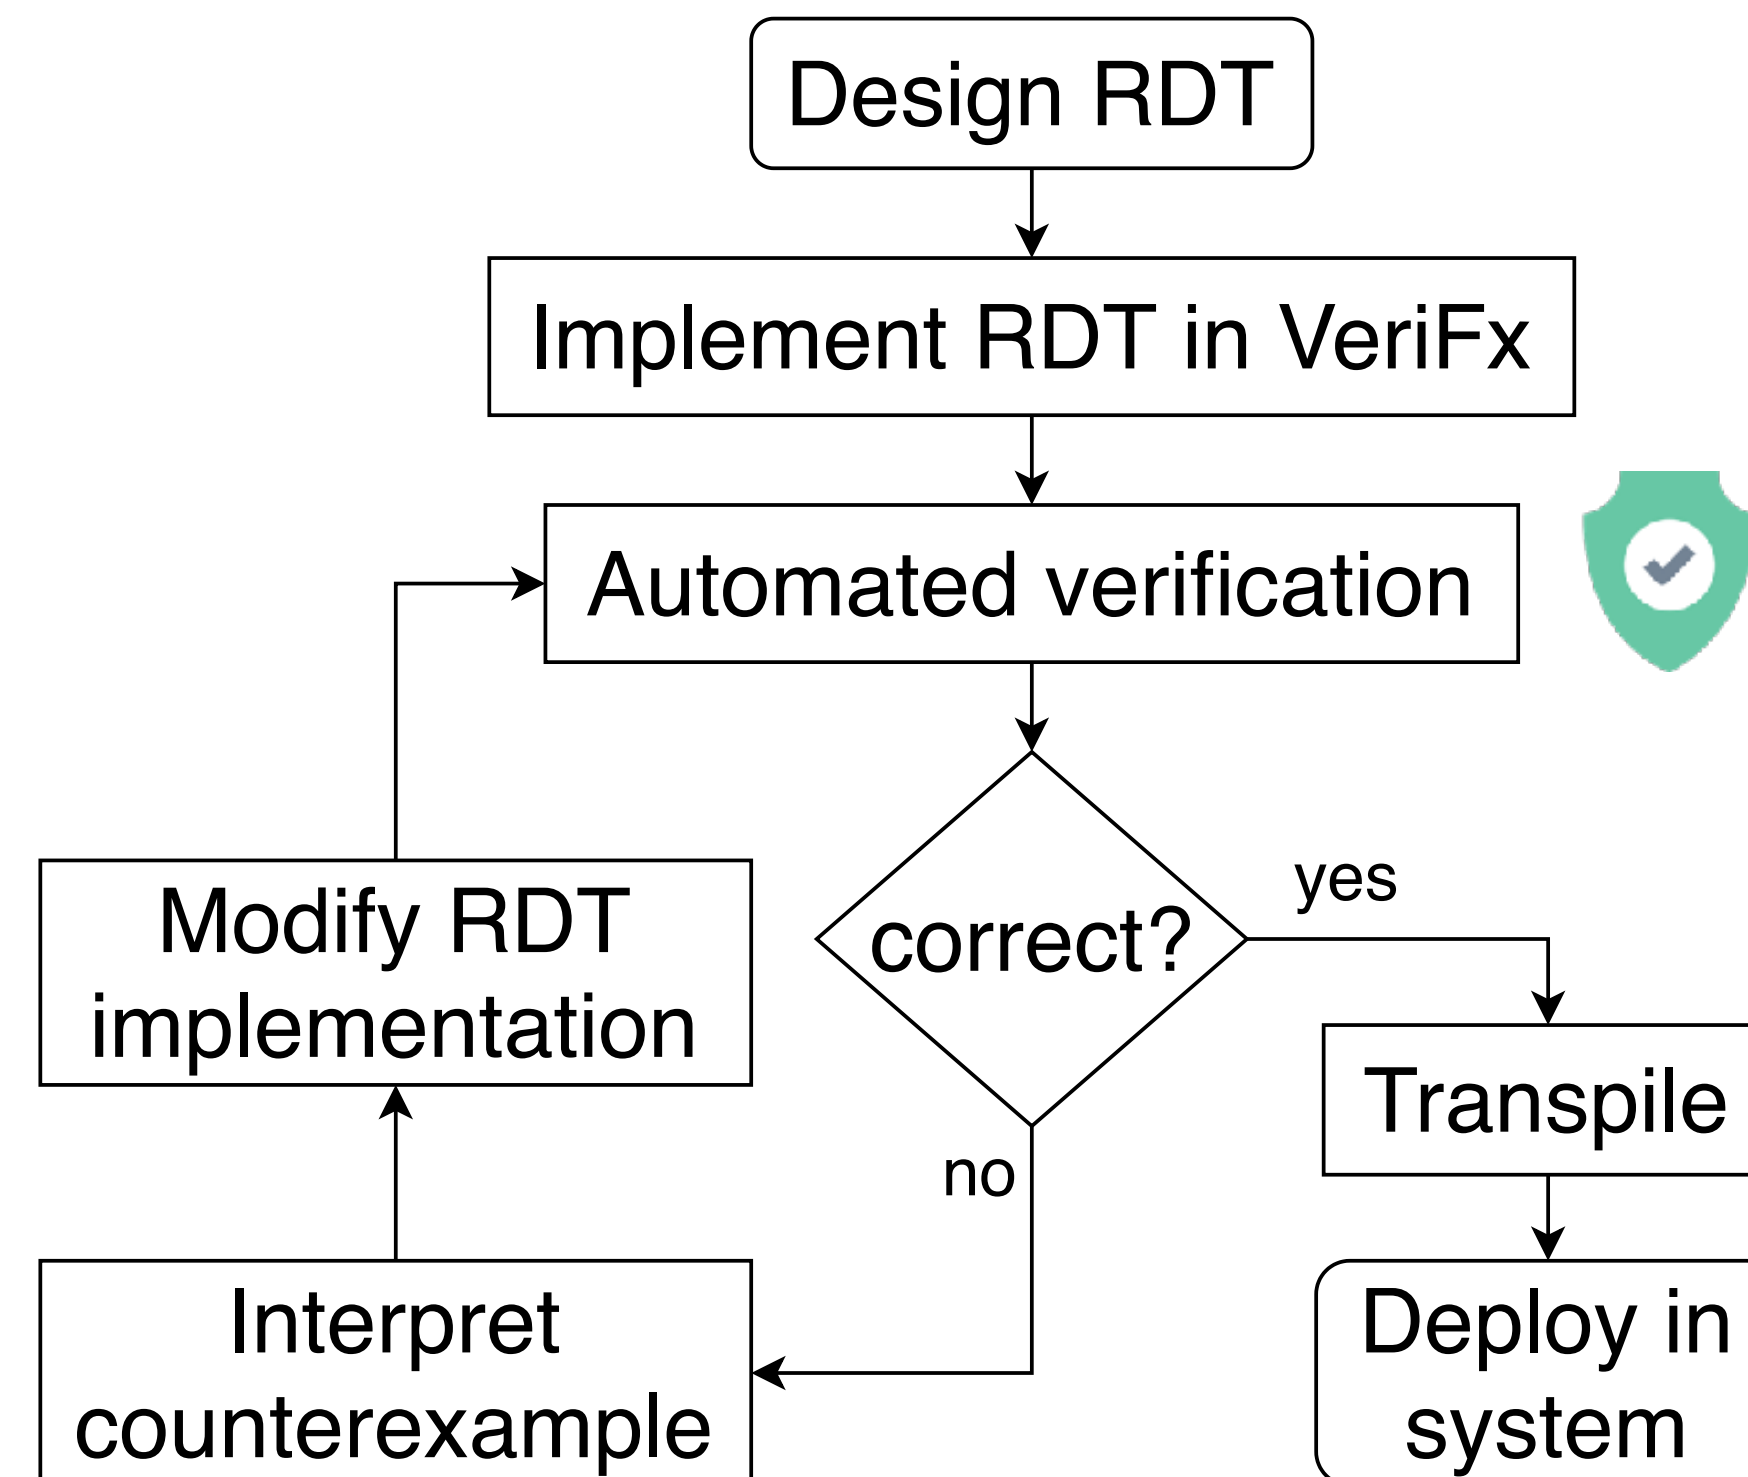 Design RDT
Implement RDT in VeriFx
Automated verification
correct?
yes
no
Modify RDT
implementation
Interpret
counterexample
Transpile
Deploy in
system